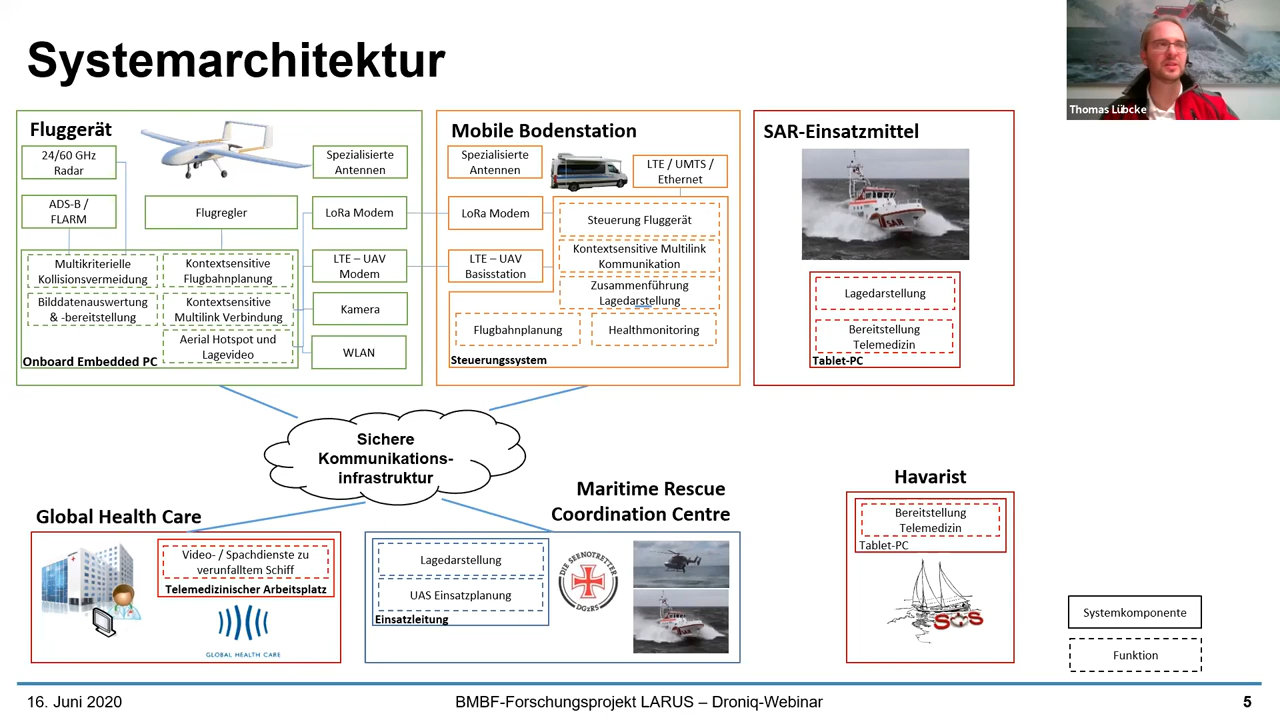 Systemarchitektur
Thomas Lübcke
Fluggerät
24/60 GHz
Radar
ADS-B /
FLARM
Spezialisierte
Antennen
Flugregler
LoRa Modem
Multikriterielle
Kollisionsvermeidung
Kontextsensitive
Flugbahnplanung
LTE – UAV
Modem
Bilddatenauswertung
& -bereitstellung
Kontextsensitive
Multilink Verbindung
Kamera
Aerial Hotspot und
Lagevideo
WLAN
Onboard Embedded PC
Mobile Bodenstation
Spezialisierte
Antennen
LTE / UMTS /
Ethernet
LoRa Modem
Steuerung Fluggerät
LTE – UAV
Basisstation
Kontextsensitive Multilink
Kommunikation
Zusammenführung
Lagedarstellung
Flugbahnplanung
Healthmonitoring
Steuerungssystem
SAR-Einsatzmittel
SAR
Lagedarstellung
Bereitstellung
Telemedizin
Tablet-PC
Sichere
Kommunikations-
infrastruktur
Global Health Care
Video- / Spachdienste zu
verunfalltem Schiff
Telemedizinischer Arbeitsplatz
GLOBAL HEALTH CARE
Maritime Rescue
Coordination Centre
Lagedarstellung
UAS Einsatzplanung
Einsatzleitung
DIE SEENOTRETTER
DGzRS
Havarist
Bereitstellung
Telemedizin
Tablet-PC
SOS
Systemkomponente
Funktion
16. Juni 2020
BMBF-Forschungsprojekt LARUS – Droniq-Webinar
5